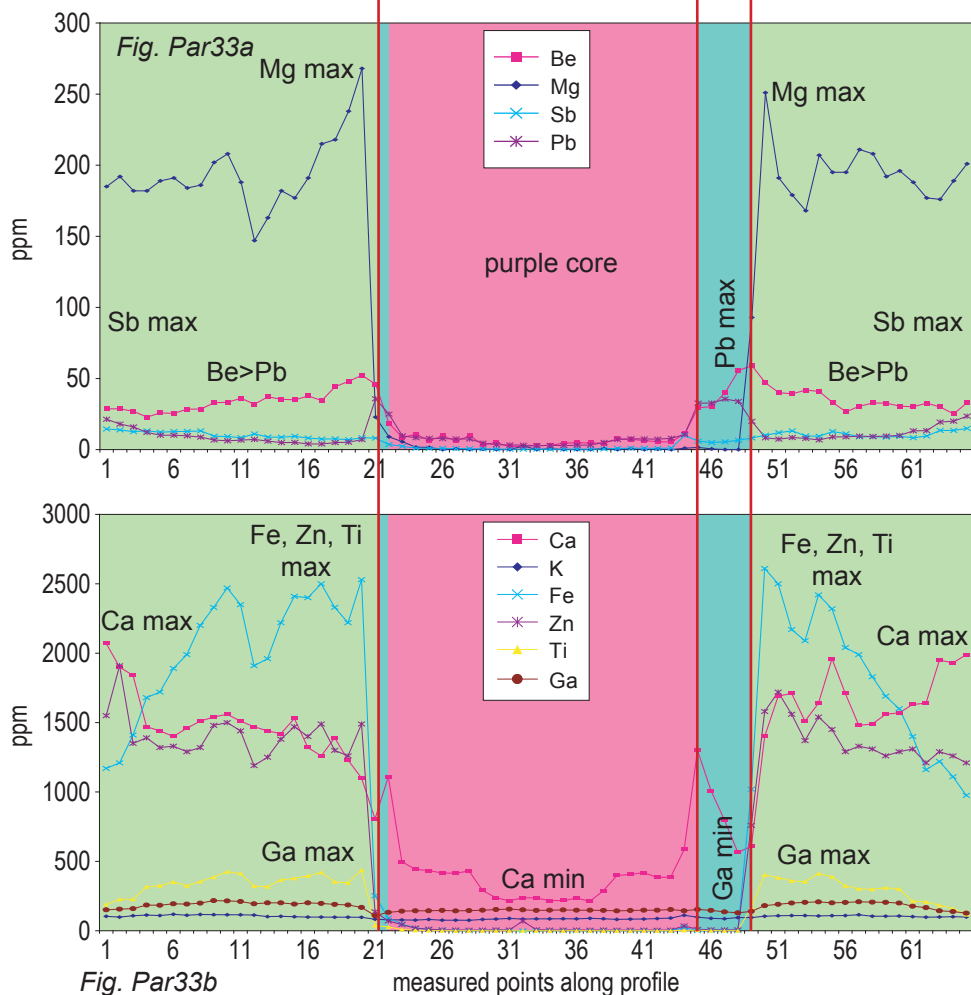 300
250
200
150
100
50
0
ppm
Fig. Par33a
Mg max
Be
Mg
Sb
Pb
Mg max
purple core
Sb max
Be>Pb
Pb max
Sb max
Be>Pb
1 6 11 16 21 26 31 36 41 46 51 56 61
3000
2500
2000
1500
1000
500
0
ppm
Fe, Zn, Ti
max
Ca max
Ca
K
Fe
Zn
Ti
Ga
Fe, Zn, Ti
max
Ca max
Ga max
Ca min
Ga min
Ga max
1 6 11 16 21 26 31 36 41 46 51 56 61
Fig. Par33b
measured points along profile